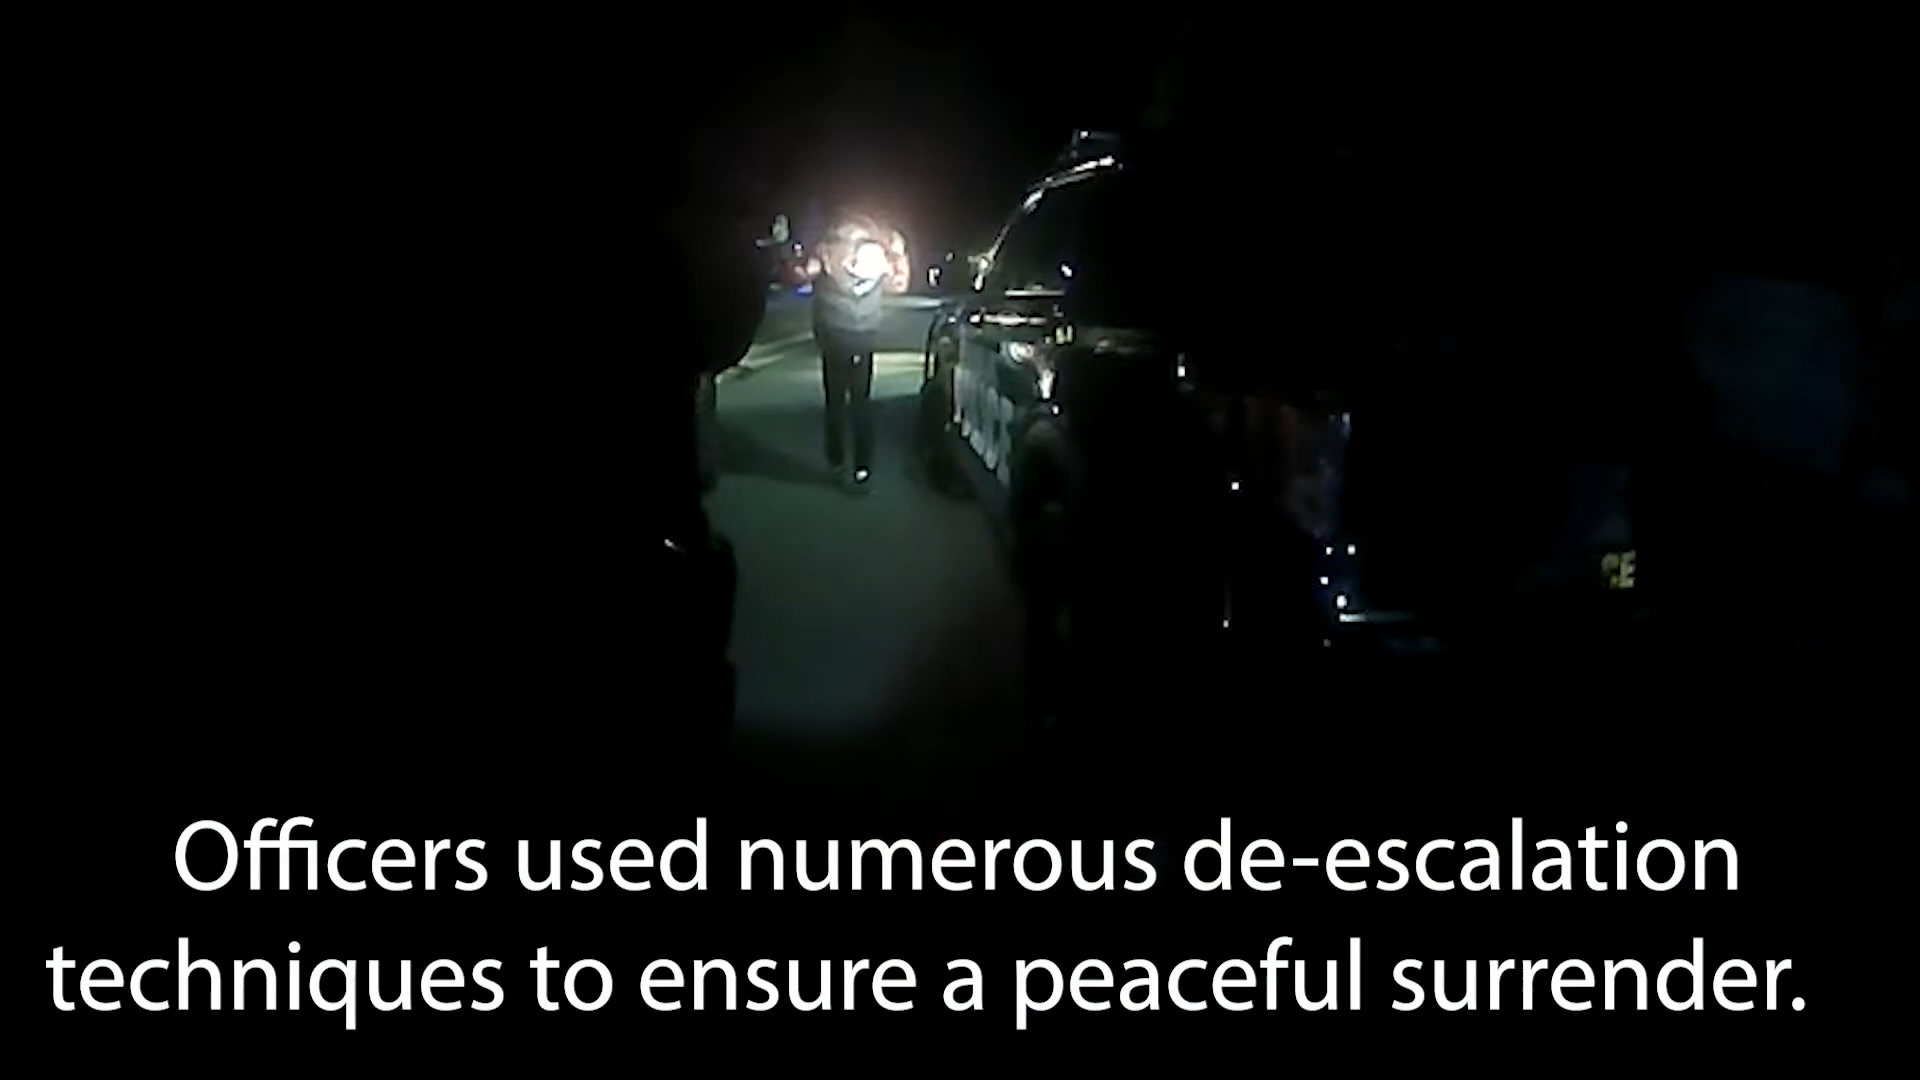 Officers used numerous de-escalation
techniques to ensure a peaceful surrender.